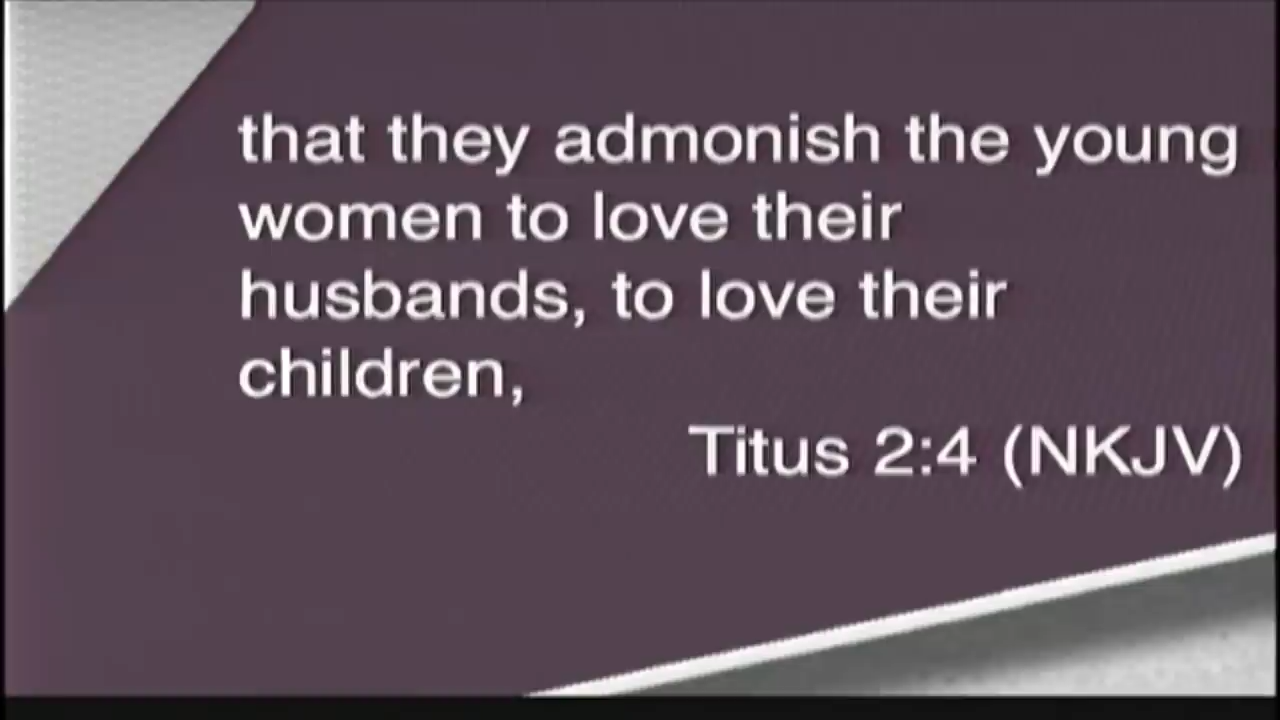 that they admonish the young
women to love their
husbands, to love their
children,
Titus 2:4 (NKJV)